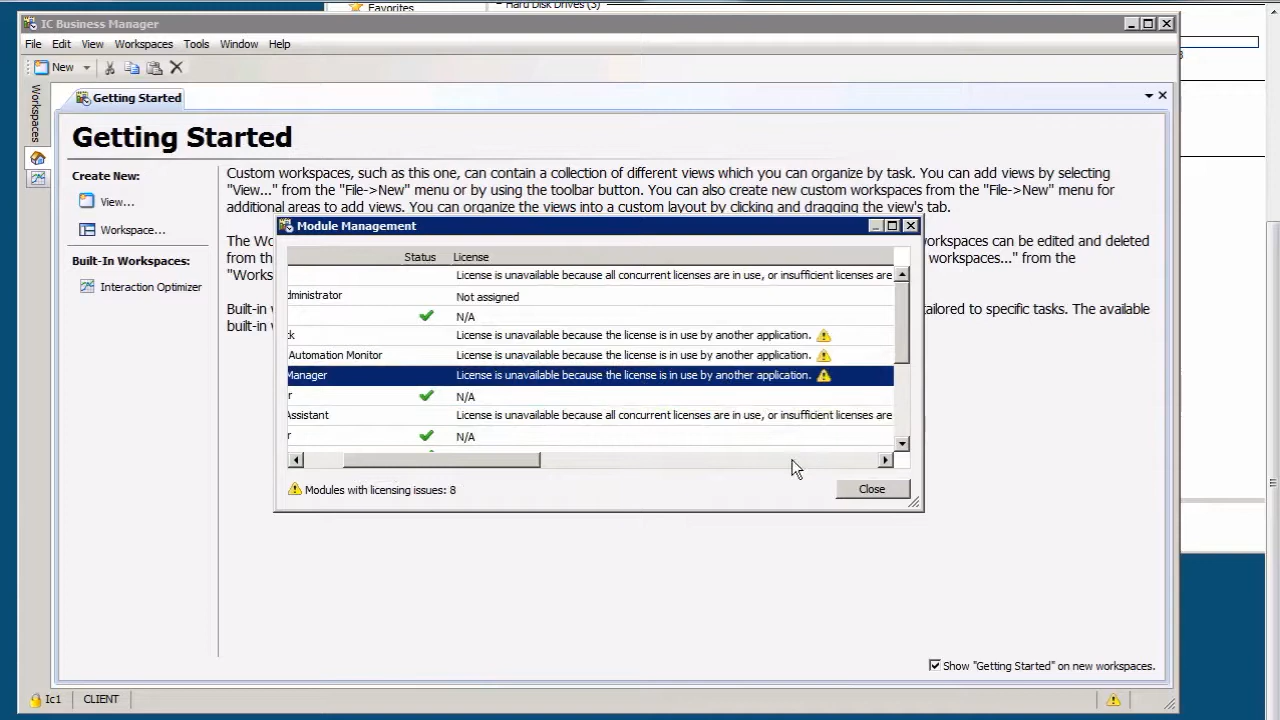 Favorites
Hard Disk Drives (3)
IC Business Manager
File Edit View Workspaces Tools Window Help
New
Workspaces
Getting Started
Getting Started
Create New:
View...
Workspace...
Built-In Workspaces:
Interaction Optimizer
Custom workspaces, such as this one, can contain a collection of different views which you can organize by task. You can add views by selecting
"View..." from the "File->New" menu or by using the toolbar button. You can also create new custom workspaces from the "File->New" menu for
additional areas to add views. You can organize the views into a custom layout by clicking and dragging the view's tab.
The Wo
orkspaces can be edited and deleted
from th
workspaces..." from the
"Works
Built-in
ailored to specific tasks. The available
built-in
Module Management
Status License
License is unavailable because all concurrent licenses are in use, or insufficient licenses are
dministrator Not assigned
N/A
ck License is unavailable because the license is in use by another application.
Automation Monitor License is unavailable because the license is in use by another application.
Manager License is unavailable because the license is in use by another application.
r N/A
Assistant License is unavailable because all concurrent licenses are in use, or insufficient licenses are
r N/A
Modules with licensing issues: 8
Close
Show "Getting Started" on new workspaces.
Ic1 CLIENT